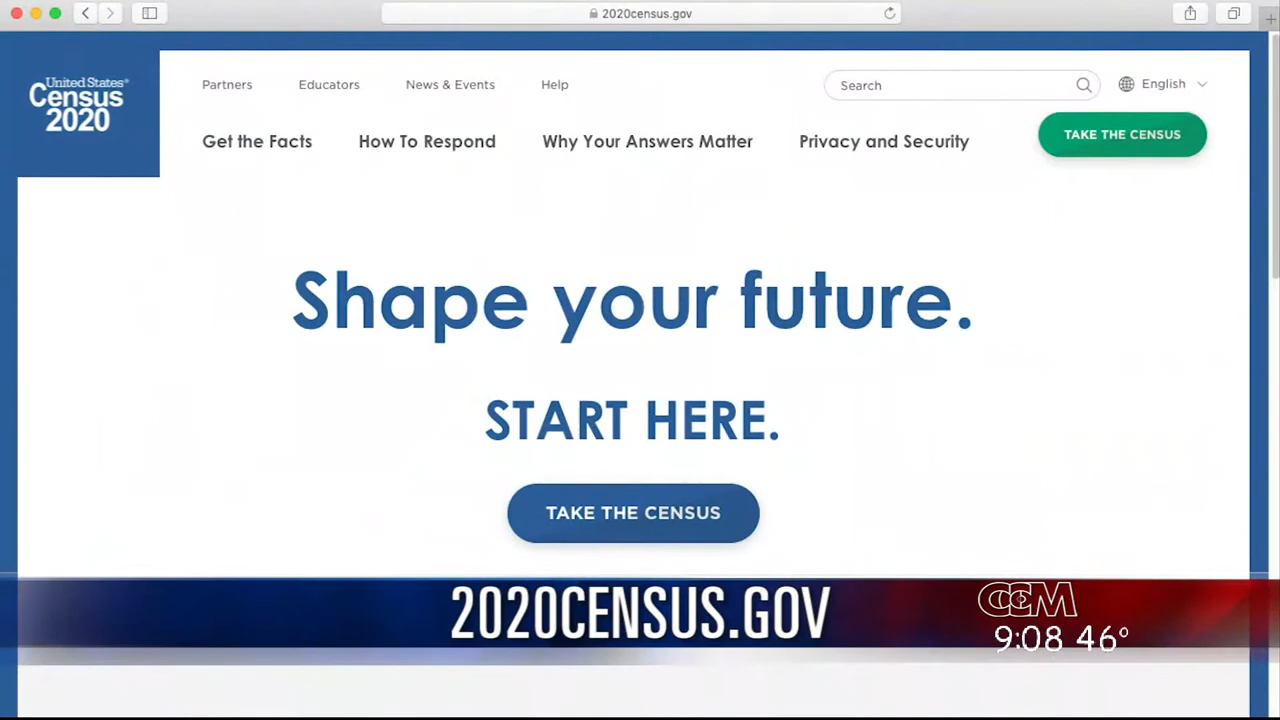 2020census.gov
United States®
Census
2020
Partners Educators News & Events Help
Search
English
Get the Facts How To Respond Why Your Answers Matter Privacy and Security
TAKE THE CENSUS
Shape your future.
START HERE.
TAKE THE CENSUS
2020CENSUS.GOV
CCM
9:08 46°